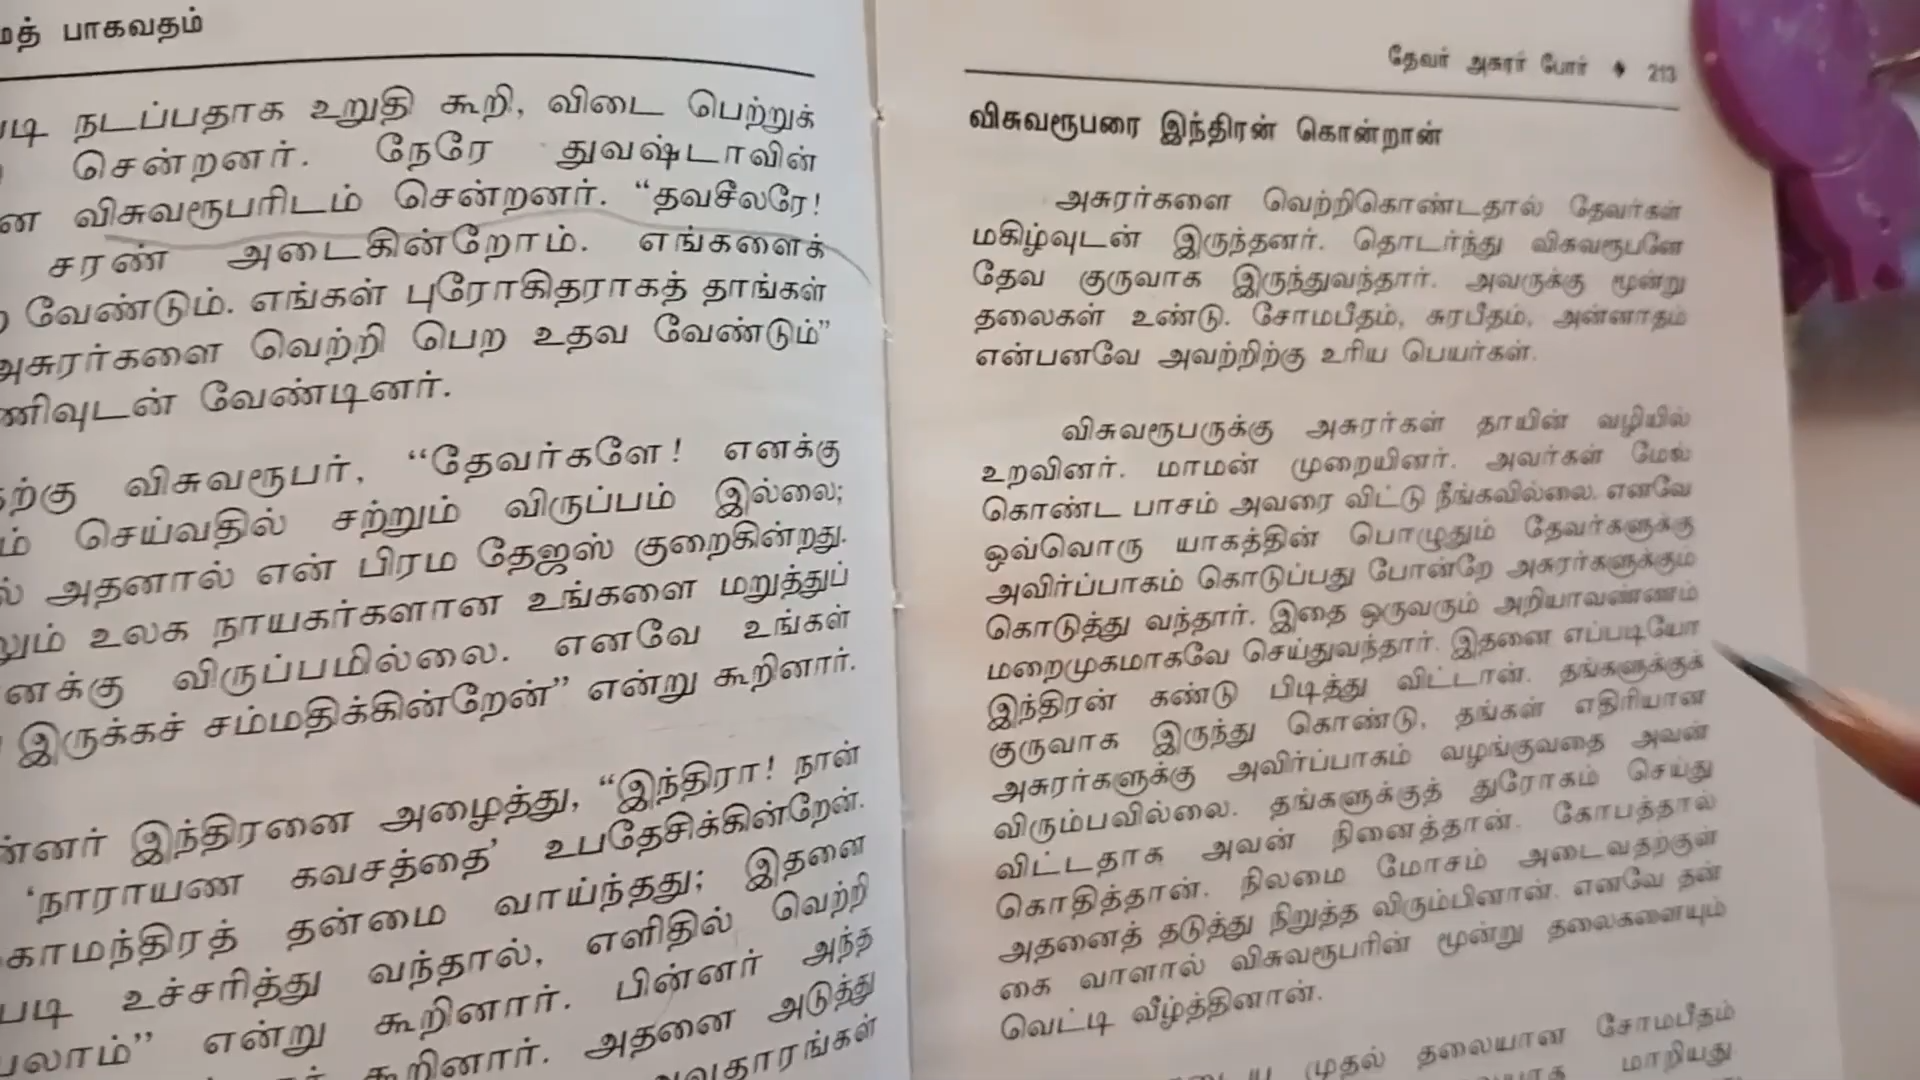 மத் பாகவதம்
நடப்பதாக உறுதி கூறி, விடை பெற்றுக்
சென்றனர். நேரே துவஷ்டாவின்
விசுவரூபரிடம் சென்றனர். “தவசீலரே!
சரண் அடைகின்றோம். எங்களைக்
வேண்டும். எங்கள் புரோகிதராகத் தாங்கள்
அசுரர்களை வெற்றி பெற உதவ வேண்டும்”
ணிவுடன் வேண்டினர்.
தற்கு விசுவரூபர், “தேவர்களே! எனக்கு
செய்வதில் சற்றும் விருப்பம் இல்லை;
அதனால் என் பிரம தேஜஸ் குறைகின்றது.
லும் உலக நாயகர்களான உங்களை மறுத்துப்
னக்கு விருப்பமில்லை. எனவே உங்கள்
இருக்கச் சம்மதிக்கின்றேன்” என்று கூறினார்.
ன்னர் இந்திரனை அழைத்து, “இந்திரா! நான்
‘நாராயண கவசத்தை’ உபதேசிக்கின்றேன்.
காமந்திரத் தன்மை வாய்ந்தது; இதனை
படி உச்சரித்து வந்தால், எளிதில் வெற்றி
பலாம்” என்று கூறினார். பின்னர் அந்த
கூறினார். அதனை அடுத்து
அவதாரங்கள்
தேவர் அசுரர் போர் ♦ 213
விசுவரூபரை இந்திரன் கொன்றான்
அசுரர்களை வெற்றிகொண்டதால் தேவர்கள்
மகிழ்வுடன் இருந்தனர். தொடர்ந்து விசுவரூபனே
தேவ குருவாக இருந்துவந்தார். அவருக்கு மூன்று
தலைகள் உண்டு. சோமபீதம், சுரபீதம், அன்னாதம்
என்பனவே அவற்றிற்கு உரிய பெயர்கள்.
விசுவரூபருக்கு அசுரர்கள் தாயின் வழியில்
உறவினர். மாமன் முறையினர். அவர்கள் மேல்
கொண்ட பாசம் அவரை விட்டு நீங்கவில்லை. எனவே
ஒவ்வொரு யாகத்தின் பொழுதும் தேவர்களுக்கு
அவிர்ப்பாகம் கொடுப்பது போன்றே அசுரர்களுக்கும்
கொடுத்து வந்தார். இதை ஒருவரும் அறியாவண்ணம்
மறைமுகமாகவே செய்துவந்தார். இதனை எப்படியோ
இந்திரன் கண்டு பிடித்து விட்டான். தங்களுக்குக்
குருவாக இருந்து கொண்டு, தங்கள் எதிரியான
அசுரர்களுக்கு அவிர்ப்பாகம் வழங்குவதை அவன்
விரும்பவில்லை. தங்களுக்குத் துரோகம் செய்து
விட்டதாக அவன் நினைத்தான். கோபத்தால்
கொதித்தான். நிலமை மோசம் அடைவதற்குள்
அதனைத் தடுத்து நிறுத்த விரும்பினான். எனவே தன்
கை வாளால் விசுவரூபரின் மூன்று தலைகளையும்
வெட்டி வீழ்த்தினான்.
முதல் தலையான சோமபீதம்
மாறியது.